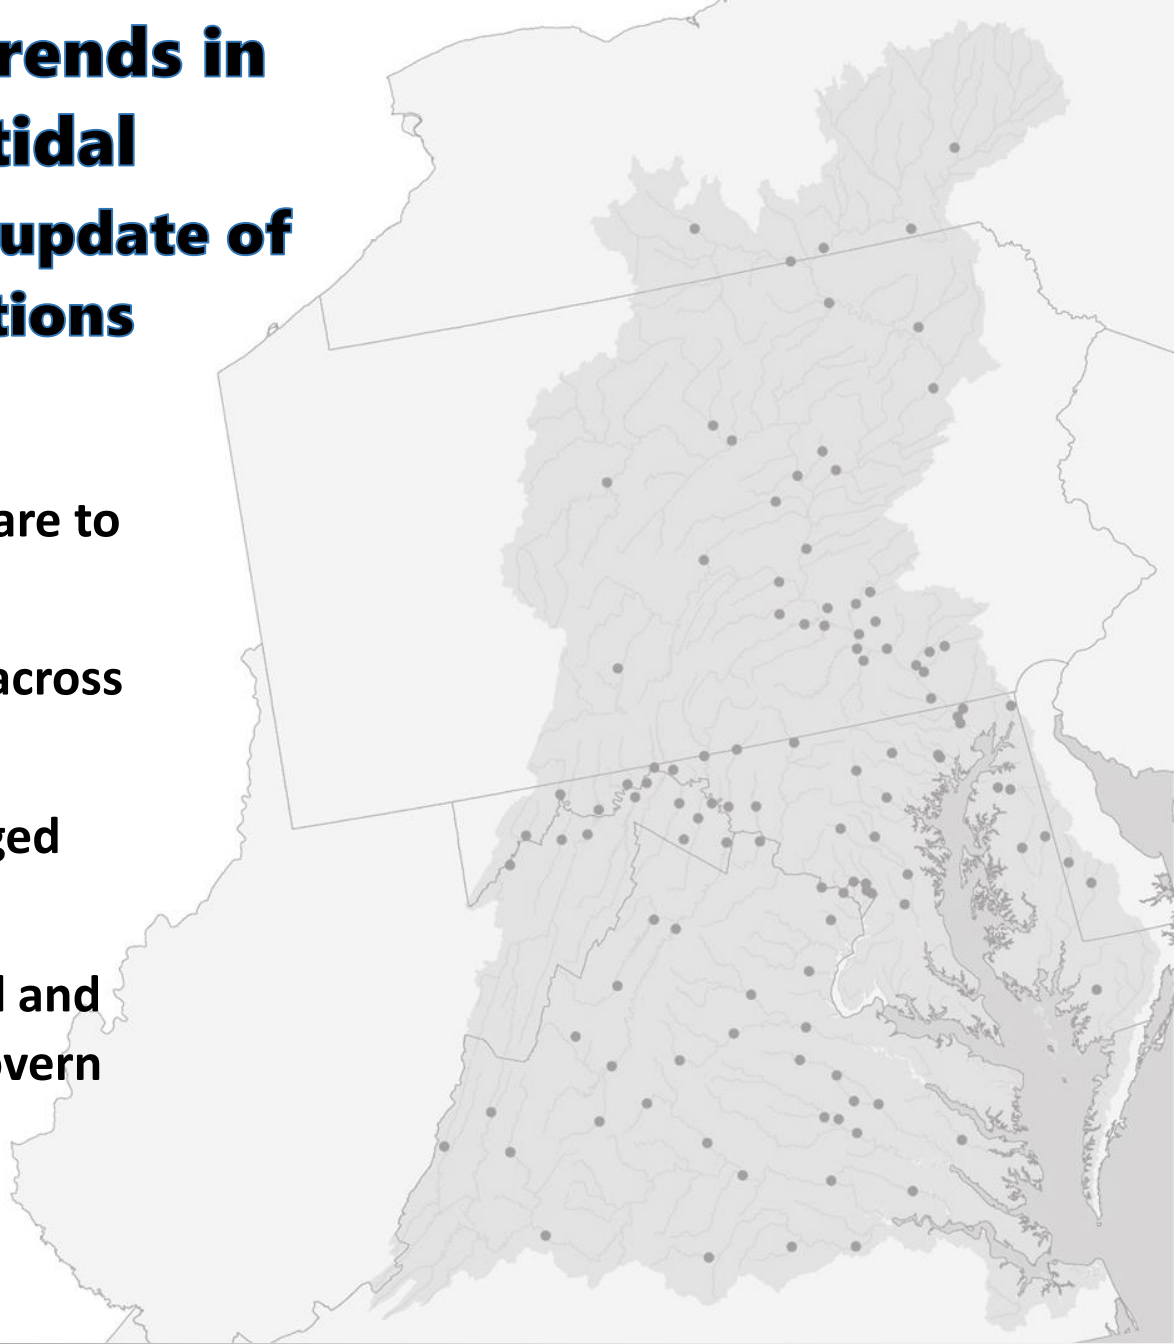 rends in
tidal
update of
tions
are to
across
ged
l and
overn